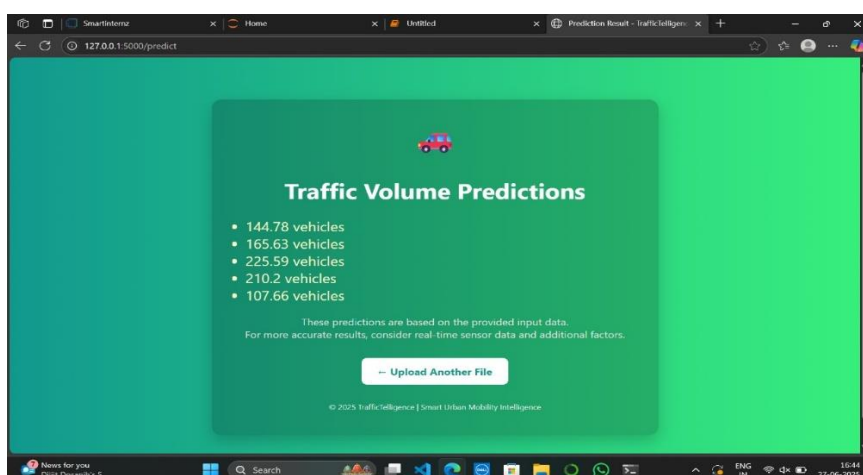 SmartInternz
Home
Untitled
Prediction Result - TrafficTelligenc
127.0.0.1:5000/predict
Traffic Volume Predictions
• 144.78 vehicles
• 165.63 vehicles
• 225.59 vehicles
• 210.2 vehicles
• 107.66 vehicles
These predictions are based on the provided input data.
For more accurate results, consider real-time sensor data and additional factors.
← Upload Another File
© 2025 TrafficTelligence | Smart Urban Mobility Intelligence
7
News for you
Search
ENG
IN
16:44
27-06-2025